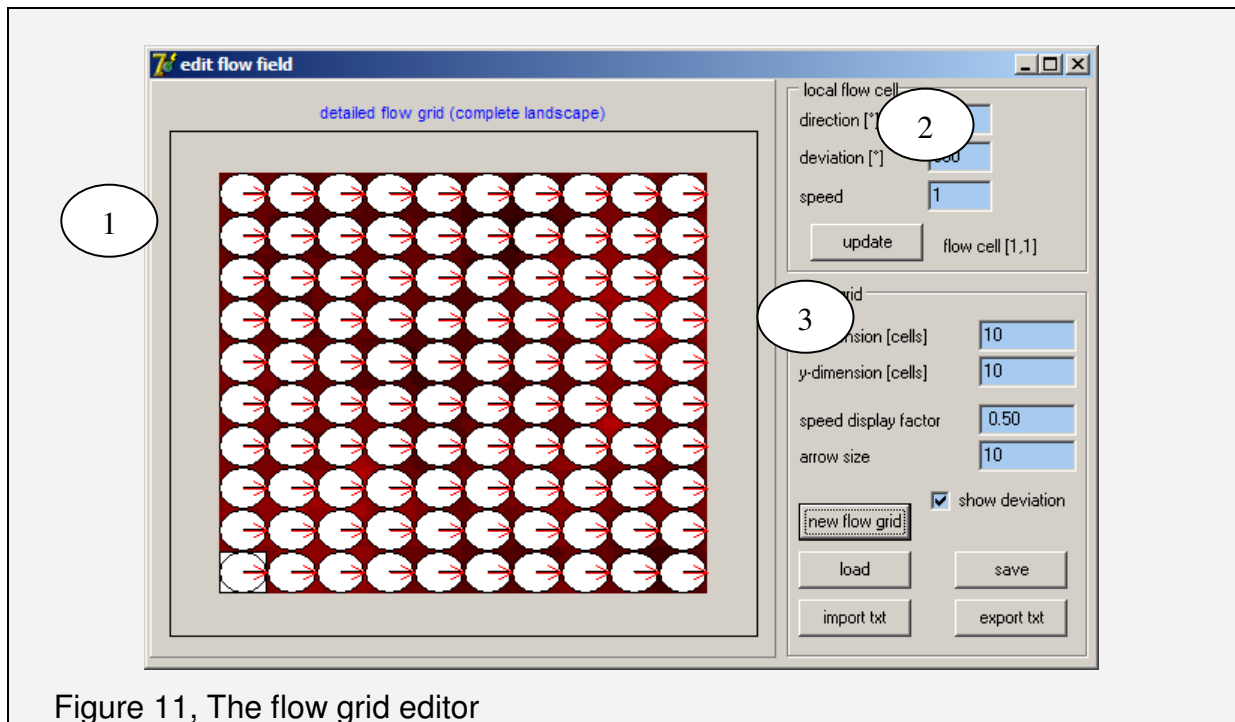 edit flow field
detailed flow grid (complete landscape)
1
local flow cell
direction [°]
2
deviation [°]
speed
1
update
flow cell [1,1]
grid
3
[cells]
10
y-dimension [cells]
10
speed display factor
0.50
arrow size
10
show deviation
new flow grid
load
save
import txt
export txt
Figure 11, The flow grid editor